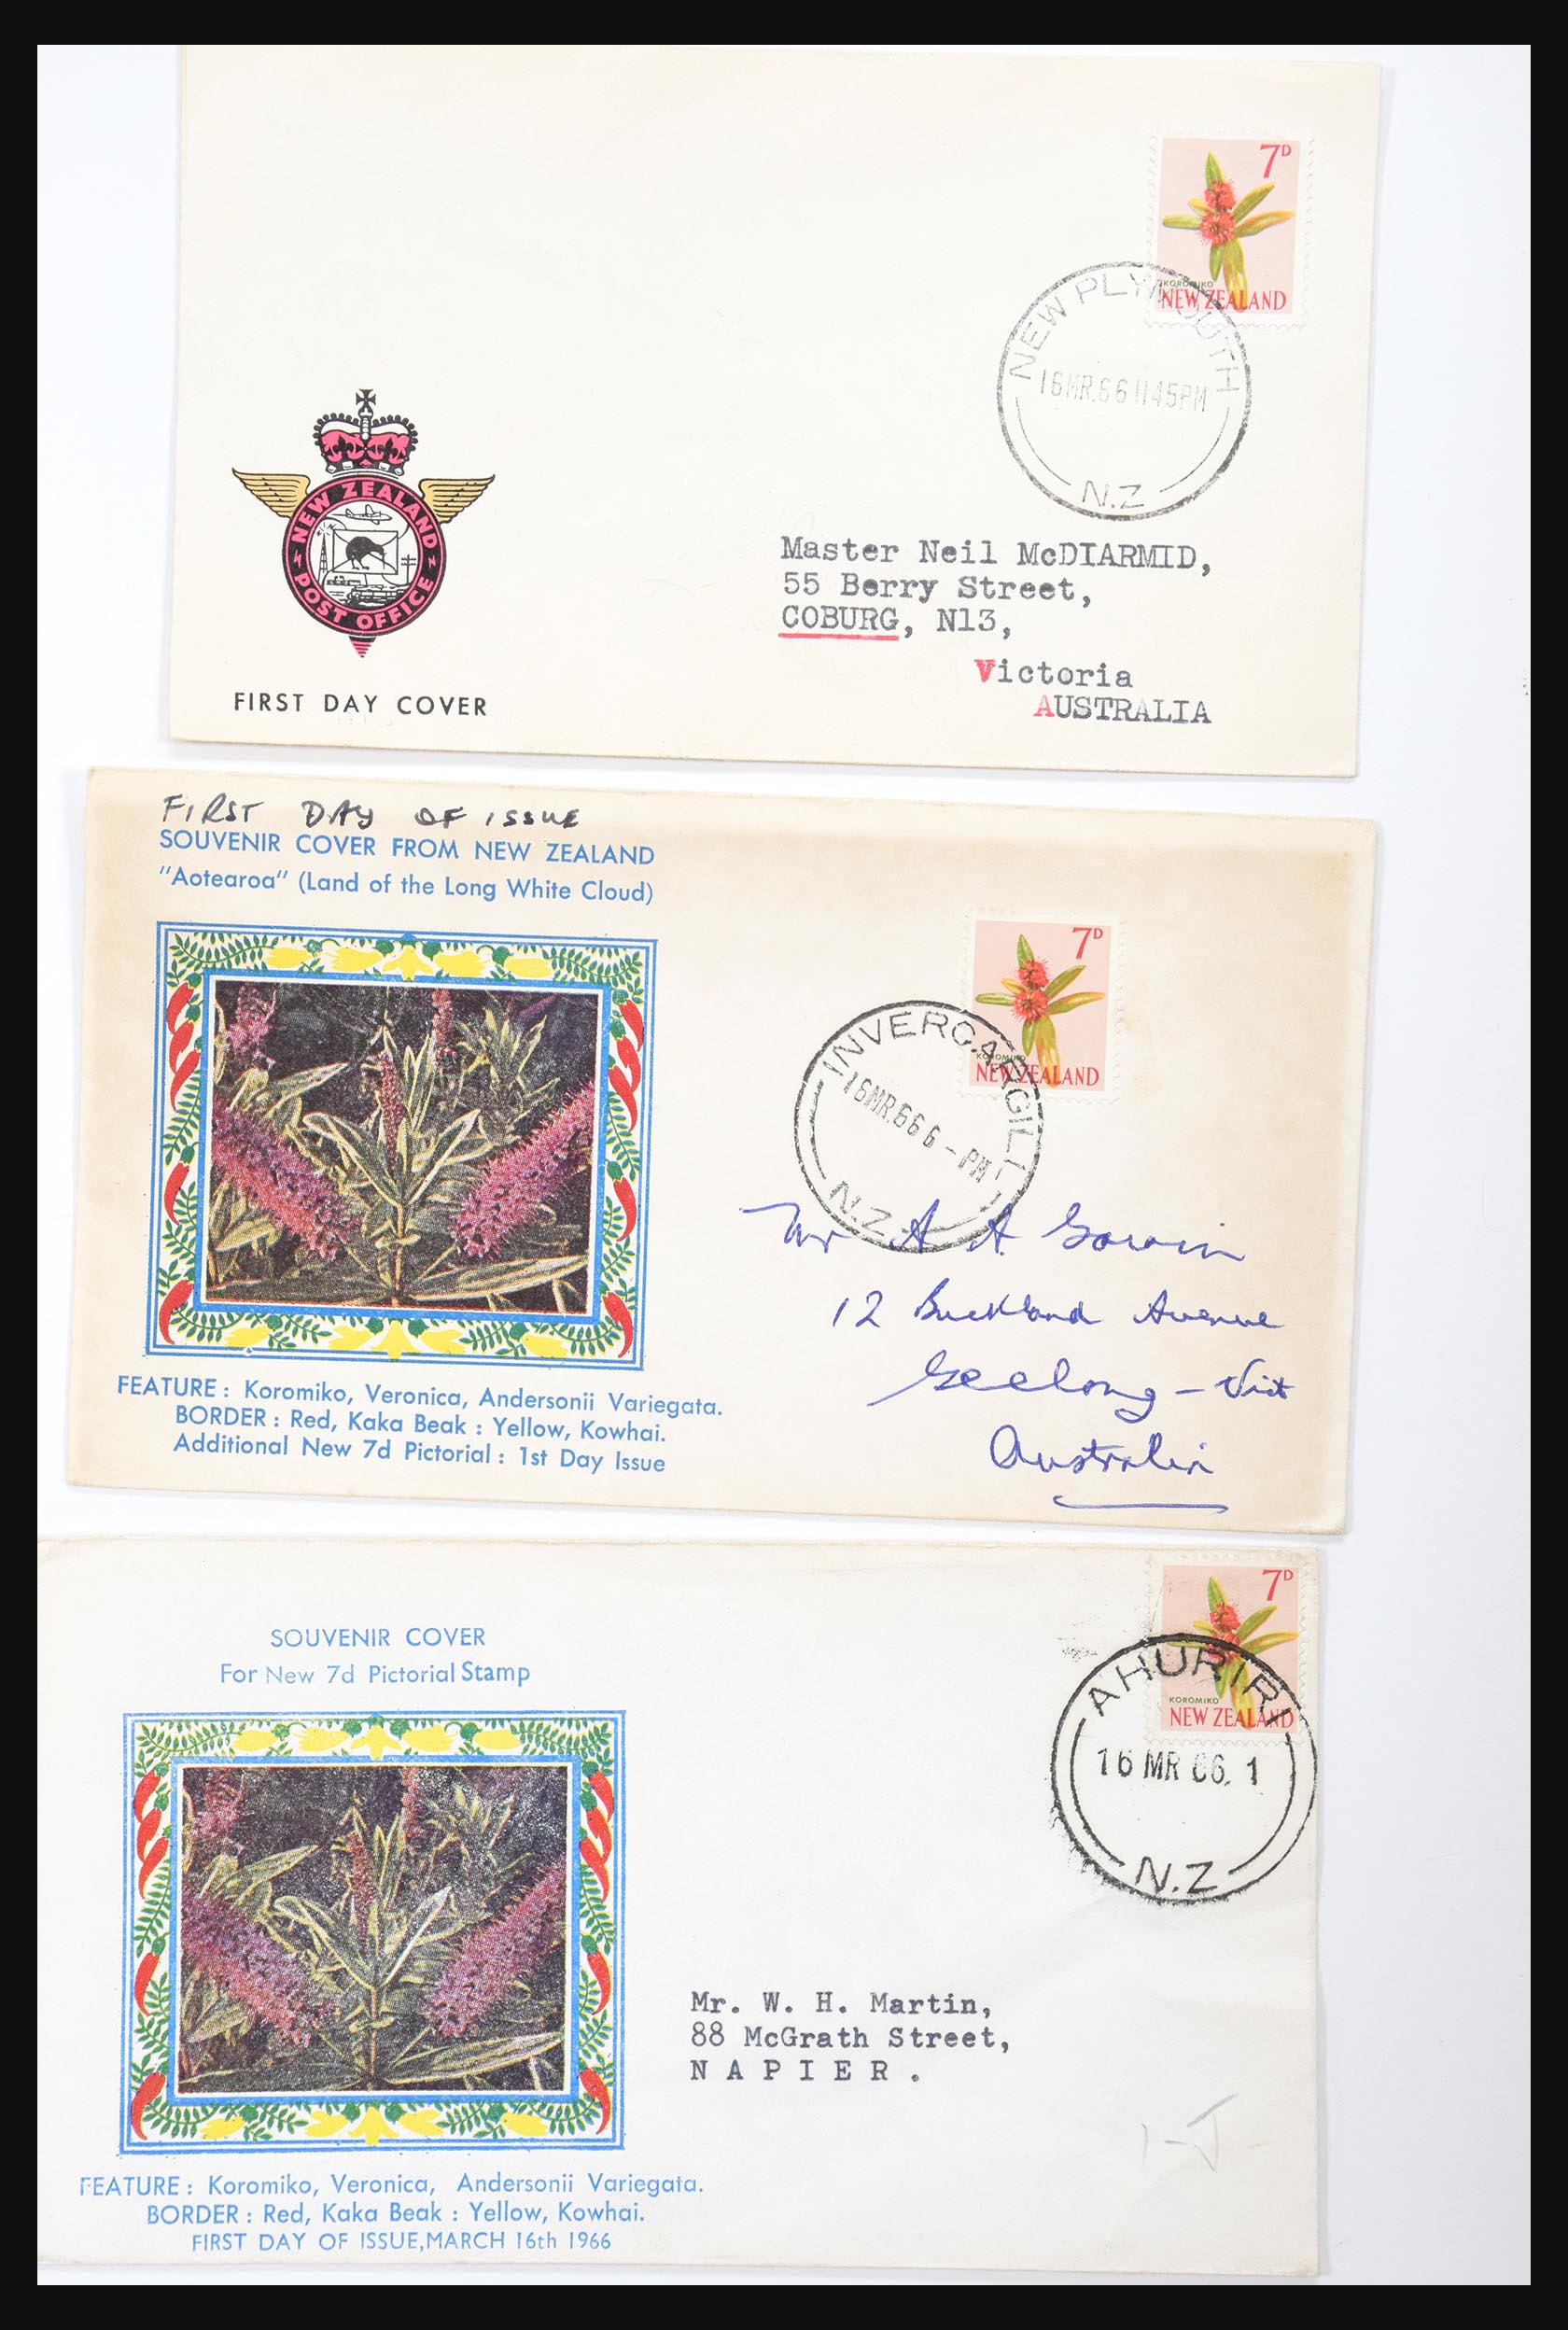 7D
KOROMIKO
NEW ZEALAND
NEW PLYMOUTH
16MR.66 1145PM
N.Z
NEW ZEALAND
POST OFFICE
FIRST DAY COVER
Master Neil McDIARMID,
55 Berry Street,
COBURG, N13,
Victoria
AUSTRALIA
FIRST DAY OF ISSUE
SOUVENIR COVER FROM NEW ZEALAND
"Aotearoa" (Land of the Long White Cloud)
7D
KOROMIKO
NEW ZEALAND
INVERCARGILL
16MR.66 6 - PM
N.Z.
Mr A A
12 Buckland Avenue
Geelong - Vict
Australia
FEATURE : Koromiko, Veronica, Andersonii Variegata.
BORDER : Red, Kaka Beak : Yellow, Kowhai.
Additional New 7d Pictorial : 1st Day Issue
SOUVENIR COVER
For New 7d Pictorial Stamp
7D
KOROMIKO
NEW ZEALAND
AHURIRI
16 MR 66. 1
N.Z
Mr. W. H. Martin,
88 McGrath Street,
NAPIER.
FEATURE : Koromiko, Veronica, Andersonii Variegata.
BORDER : Red, Kaka Beak : Yellow, Kowhai.
FIRST DAY OF ISSUE, MARCH 16th 1966